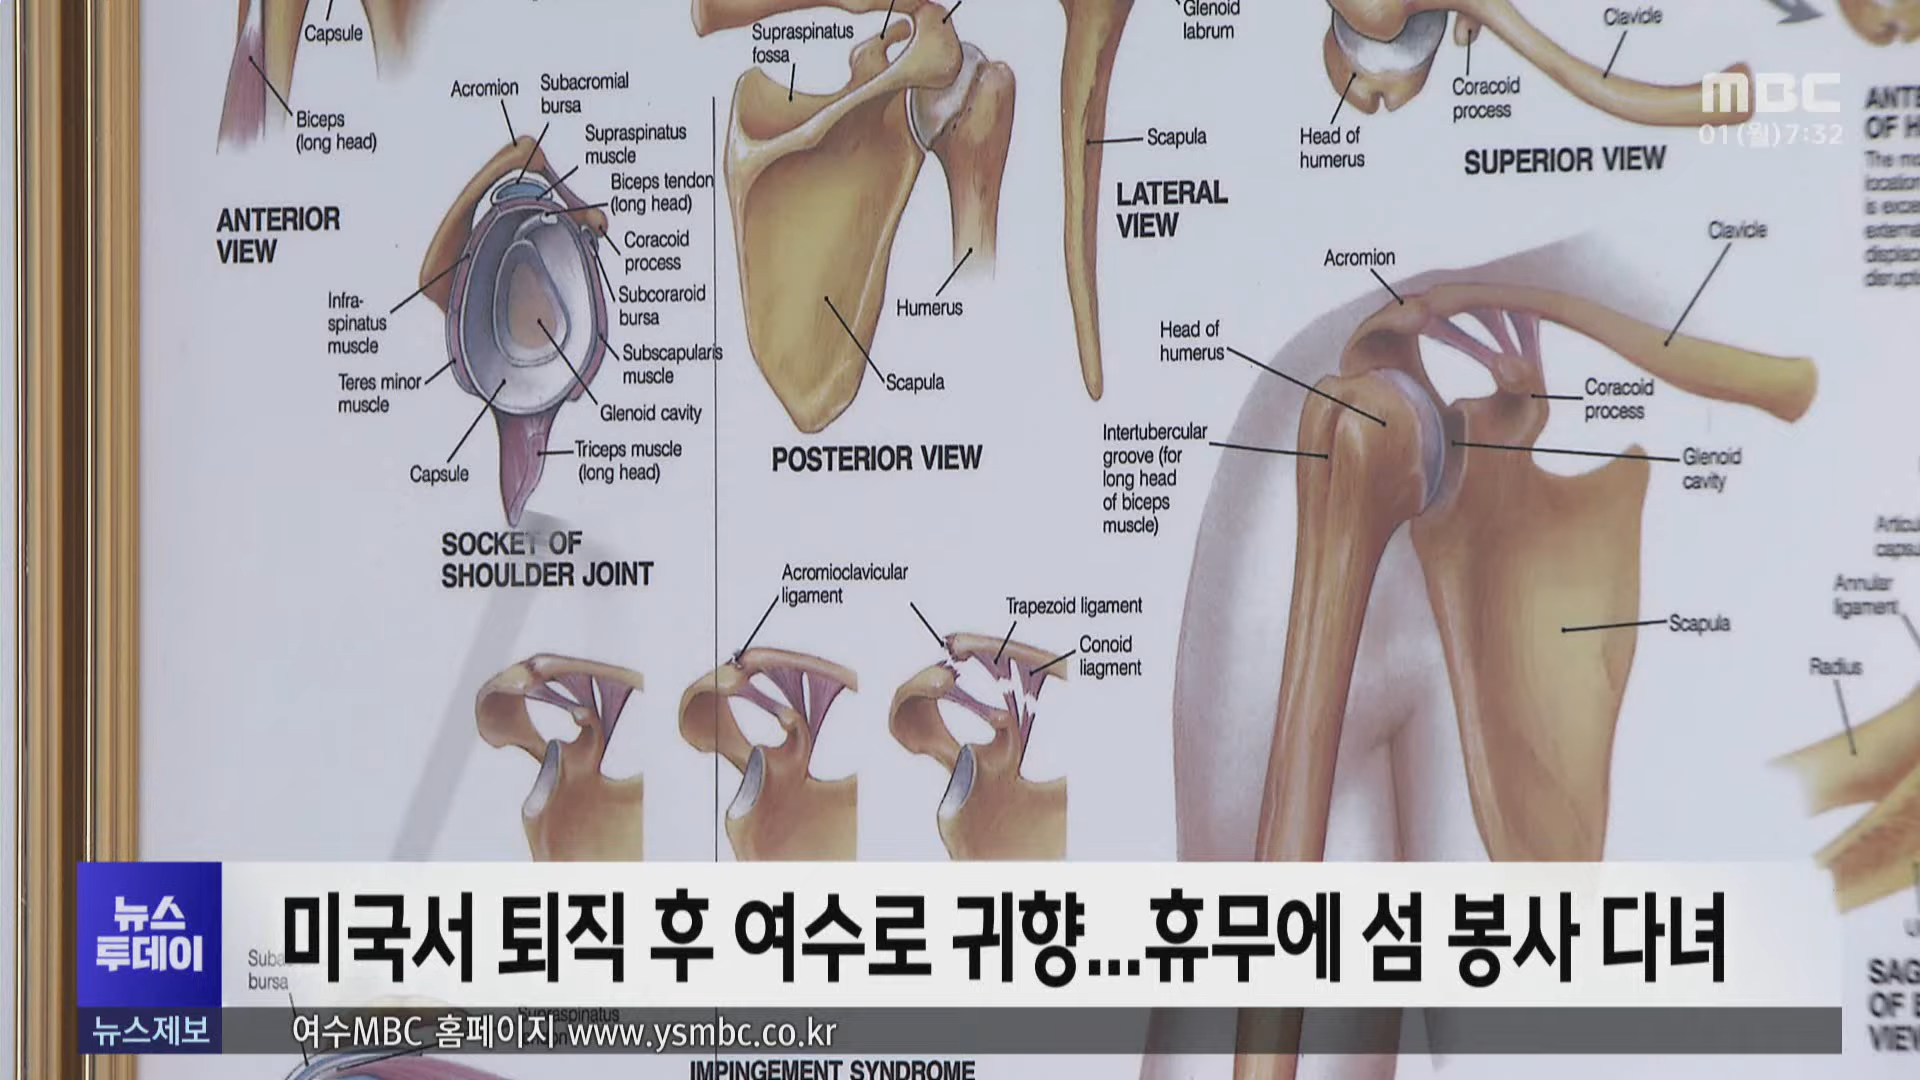 Capsule
Biceps
(long head)
ANTERIOR
VIEW
Acromion
Subacromial
bursa
Supraspinatus
muscle
Biceps tendon
(long head)
Coracoid
process
Subcoraroid
bursa
Subscapularis
muscle
Glenoid cavity
Triceps muscle
(long head)
Infra-
spinatus
muscle
Teres minor
muscle
Capsule
SOCKET OF
SHOULDER JOINT
Supraspinatus
fossa
Humerus
Scapula
POSTERIOR VIEW
Glenoid
labrum
Scapula
LATERAL
VIEW
Clavicle
Coracoid
process
Head of
humerus
SUPERIOR VIEW
MBC
01(월)7:32
Acromion
Clavicle
Head of
humerus
Coracoid
process
Intertubercular
groove (for
long head
of biceps
muscle)
Glenoid
cavity
Scapula
Acromioclavicular
ligament
Trapezoid ligament
Conoid
liagment
Annular
ligament
Radius
뉴스
투데이
미국서 퇴직 후 여수로 귀향...휴무에 섬 봉사 다녀
bursa
뉴스제보
여수MBC 홈페이지 www.ysmbc.co.kr
IMPINGEMENT SYNDROME